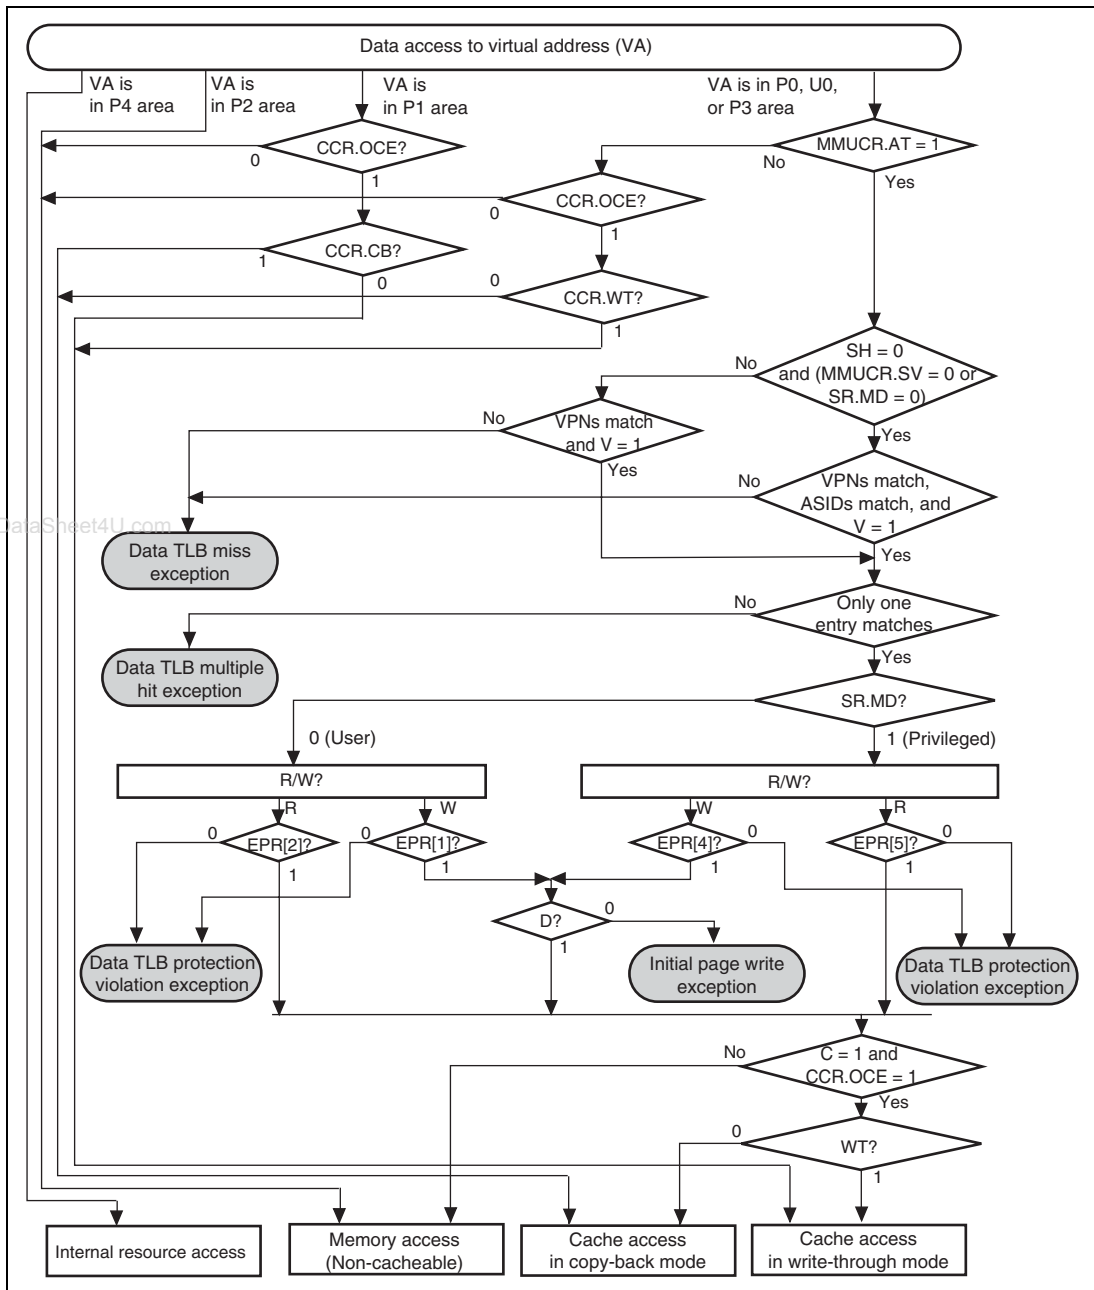 Data access to virtual address (VA)
VA is
in P4 area
VA is
in P2 area
VA is
in P1 area
VA is in P0, U0,
or P3 area
CCR.OCE?
0
1
MMUCR.AT = 1
No
Yes
CCR.OCE?
0
1
CCR.CB?
1
0
CCR.WT?
0
1
SH = 0
and (MMUCR.SV = 0 or
SR.MD = 0)
No
Yes
VPNs match
and V = 1
No
Yes
VPNs match,
ASIDs match, and
V = 1
No
Yes
DataSheet4U.com
Data TLB miss
exception
Only one
entry matches
No
Yes
Data TLB multiple
hit exception
SR.MD?
0 (User)
1 (Privileged)
R/W?
R/W?
R
W
W
R
0
EPR[2]?
1
0
EPR[1]?
1
EPR[4]?
0
1
EPR[5]?
0
1
D?
0
1
Data TLB protection
violation exception
Initial page write
exception
Data TLB protection
violation exception
C = 1 and
CCR.OCE = 1
No
Yes
WT?
0
1
Internal resource access
Memory access
(Non-cacheable)
Cache access
in copy-back mode
Cache access
in write-through mode